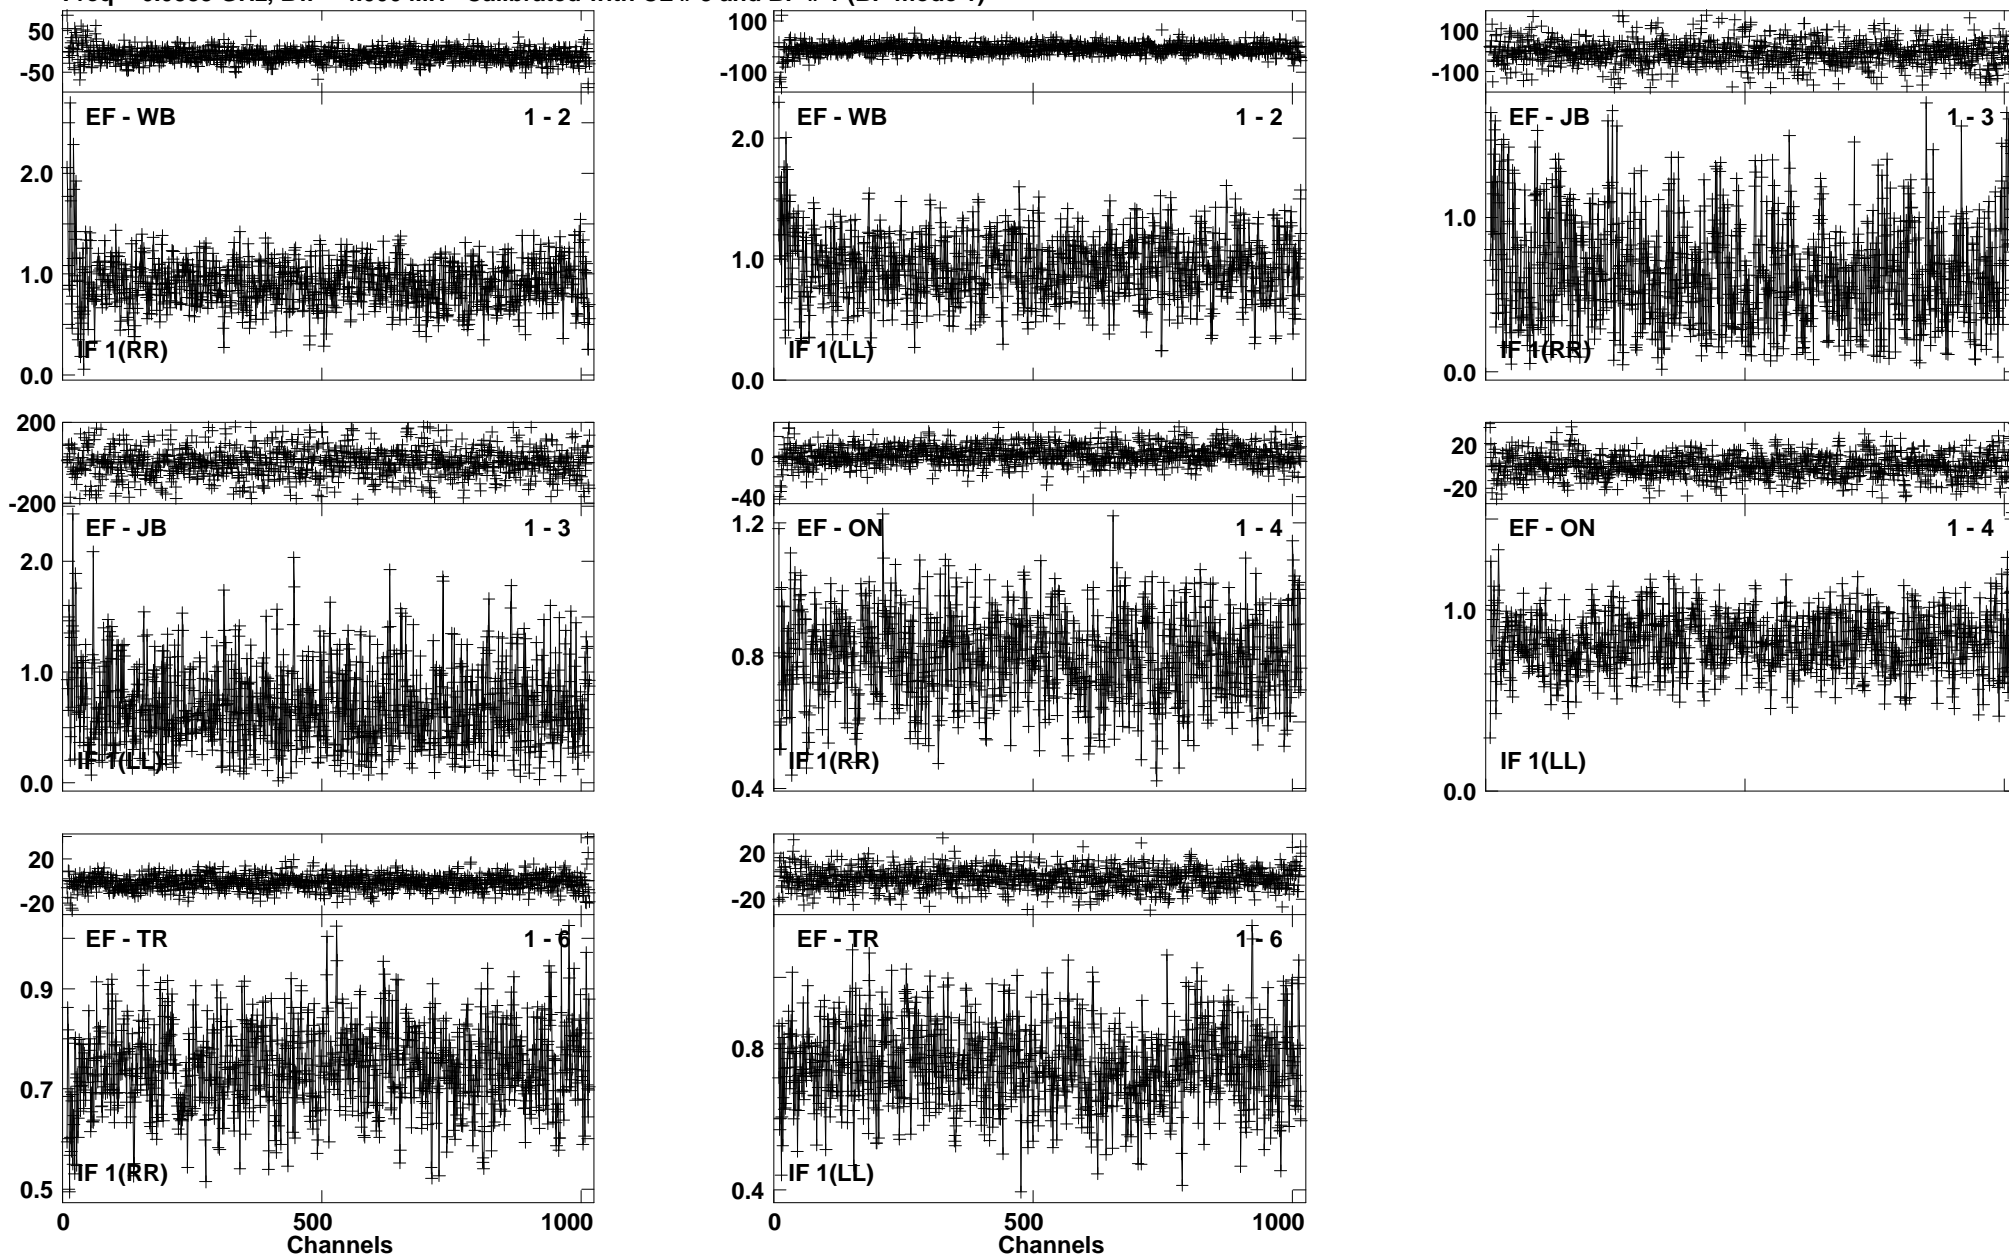 50
-50
EF - WB 1 - 2
2.0
1.0
IF 1(RR)
0.0
100
-100
EF - WB 1 - 2
2.0
1.0
IF 1(LL)
0.0
100
-100
EF - JB 1 - 3
1.0
IF 1(RR)
0.0
200
-200
EF - JB 1 - 3
2.0
1.0
IF 1(LL)
0.0
0
-40
1.2
EF - ON 1 - 4
0.8
IF 1(RR)
0.4
20
-20
EF - ON 1 - 4
1.0
IF 1(LL)
0.0
20
-20
EF - TR 1 - 6
0.9
0.7
IF 1(RR)
0.5
0 500 1000
Channels
20
-20
EF - TR 1 - 6
0.8
IF 1(LL)
0.4
0 500 1000
Channels